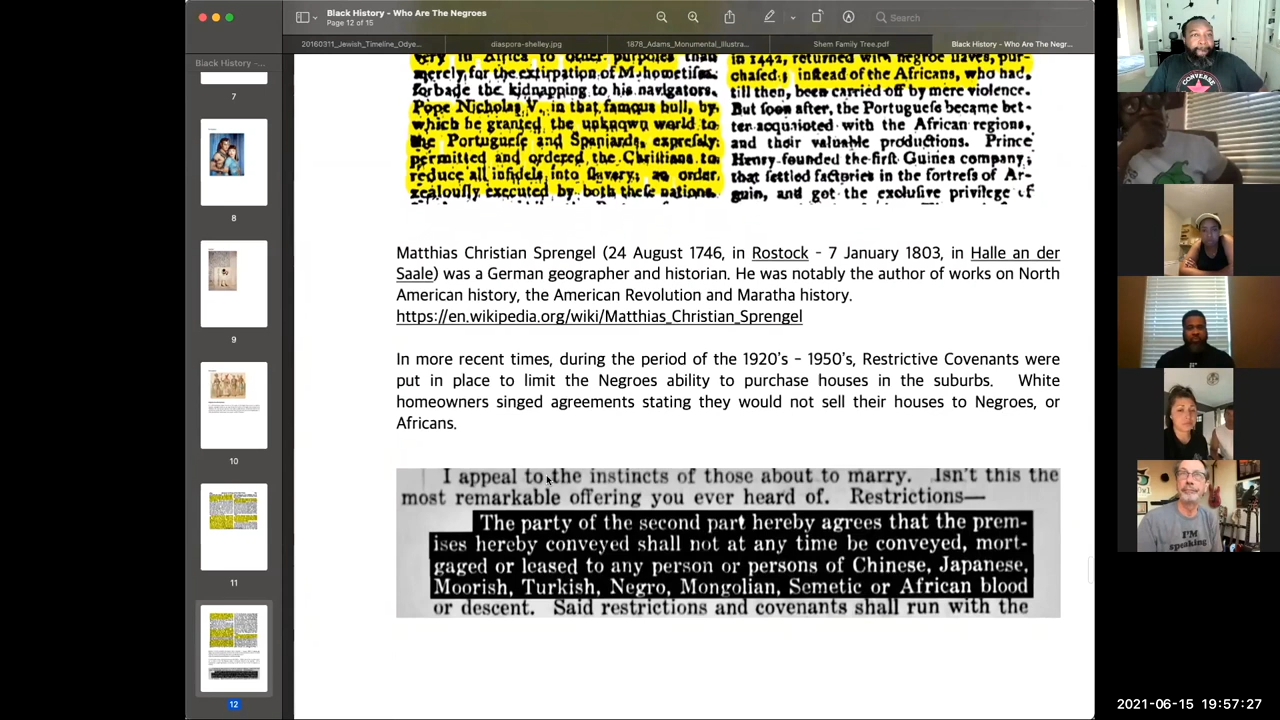 Black History - Who Are The Negroes
Page 12 of 15
Search
20160311_Jewish_Timeline_Odye...
diaspora-shelley.jpg
1878_Adams_Monumental_Illustra...
Shem Family Tree.pdf
Black History - Who Are The Negr...
Black History -...
7
8
9
10
11
12
very in Africa to other purposes than
merely for the extirpation of Mahometism.
forbade the kidnapping to his navigators.
Pope Nicholas V, in that famous bull, by
which he granted the unknown world to
the Portuguese and Spaniards, expressly
permitted and ordered the Christians to
reduce all infidels into slavery; an order
zealously executed by both these nations.
in 1442, returned with negroe slaves, pur-
chased; instead of the Africans, who had,
till then, been carried off by mere violence.
But soon after, the Portuguese became bet-
ter acquainted with the African regions,
and their valuable productions. Prince
Henry founded the first Guinea company;
that settled factories in the fortress of Ar-
guin, and got the exclusive privilege of
Matthias Christian Sprengel (24 August 1746, in Rostock - 7 January 1803, in Halle an der
Saale) was a German geographer and historian. He was notably the author of works on North
American history, the American Revolution and Maratha history.
https://en.wikipedia.org/wiki/Matthias_Christian_Sprengel
In more recent times, during the period of the 1920's - 1950's, Restrictive Covenants were
put in place to limit the Negroes ability to purchase houses in the suburbs. White
homeowners singed agreements stating they would not sell their houses to Negroes, or
Africans.
I appeal to the instincts of those about to marry. Isn't this the
most remarkable offering you ever heard of. Restrictions—
The party of the second part hereby agrees that the prem-
ises hereby conveyed shall not at any time be conveyed, mort-
gaged or leased to any person or persons of Chinese, Japanese,
Moorish, Turkish, Negro, Mongolian, Semetic or African blood
or descent. Said restrictions and covenants shall run with the
CONVERSE
I'M
speaking
2021-06-15 19:57:27